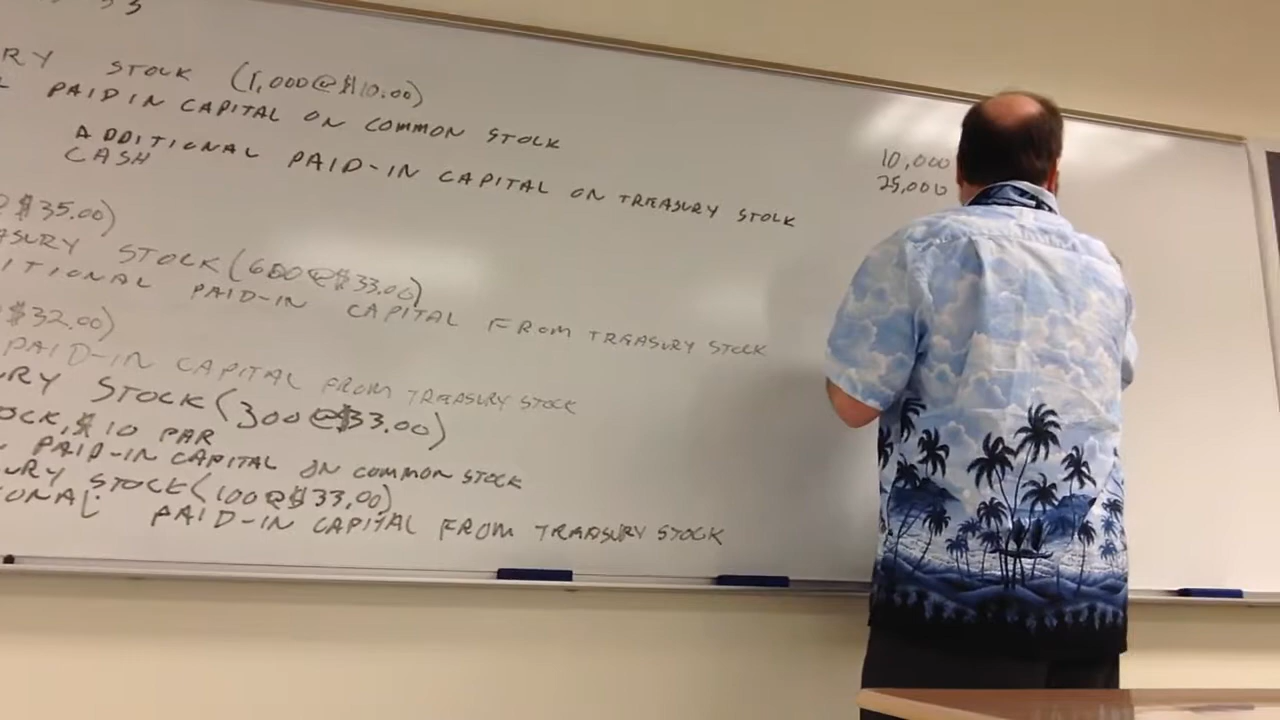 RY STOCK (1,000@$10.00)
L PAID IN CAPITAL ON COMMON STOCK
ADDITIONAL PAID-IN CAPITAL ON TREASURY STOCK
CASH
10,000
25,000
@ $35.00)
ASURY STOCK (600@$33.00)
ITIONAL PAID-IN CAPITAL FROM TREASURY STOCK
$32.00)
PAID-IN CAPITAL FROM TREASURY STOCK
URY STOCK (300@$33.00)
OCK, $10 PAR
PAID-IN CAPITAL ON COMMON STOCK
URY STOCK (100@$33.00)
IONAL PAID-IN CAPITAL FROM TREASURY STOCK